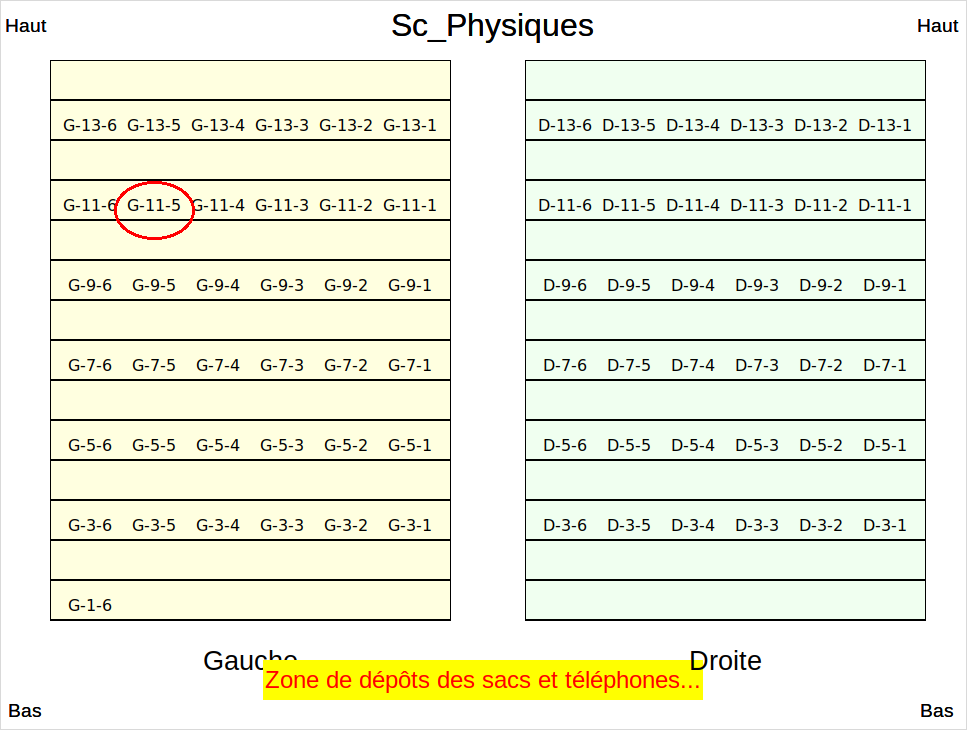 Sc_Physiques
Haut Haut
G-13-6 G-13-5 G-13-4 G-13-3 G-13-2 G-13-1 D-13-6 D-13-5 D-13-4 D-13-3 D-13-2 D-13-1
G-11-6 G-11-5 G-11-4 G-11-3 G-11-2 G-11-1 D-11-6 D-11-5 D-11-4 D-11-3 D-11-2 D-11-1
G-9-6 G-9-5 G-9-4 G-9-3 G-9-2 G-9-1 D-9-6 D-9-5 D-9-4 D-9-3 D-9-2 D-9-1
G-7-6 G-7-5 G-7-4 G-7-3 G-7-2 G-7-1 D-7-6 D-7-5 D-7-4 D-7-3 D-7-2 D-7-1
G-5-6 G-5-5 G-5-4 G-5-3 G-5-2 G-5-1 D-5-6 D-5-5 D-5-4 D-5-3 D-5-2 D-5-1
G-3-6 G-3-5 G-3-4 G-3-3 G-3-2 G-3-1 D-3-6 D-3-5 D-3-4 D-3-3 D-3-2 D-3-1
G-1-6
Gauche Droite
Zone de dépôts des sacs et téléphones...
Bas Bas